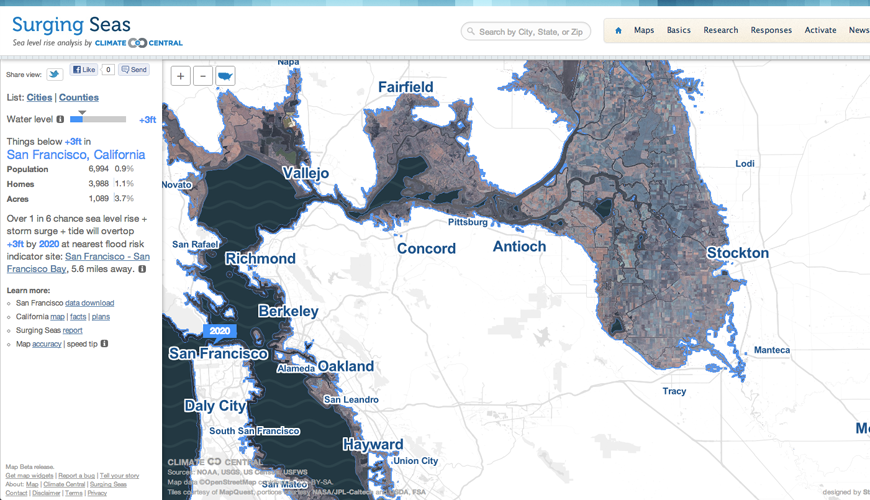 Surging Seas
Sea level rise analysis by CLIMATE CENTRAL
Search by City, State, or Zip
Maps Basics Research Responses Activate News
Share view: Like 0 Send
List: Cities | Counties
Water level +3ft
Things below +3ft in
San Francisco, California
Population 6,994 0.9%
Homes 3,988 1.1%
Acres 1,089 3.7%
Over 1 in 6 chance sea level rise +
storm surge + tide will overtop
+3ft by 2020 at nearest flood risk
indicator site: San Francisco - San
Francisco Bay, 5.6 miles away.
Learn more:
San Francisco data download
California map | facts | plans
Surging Seas report
Map accuracy | speed tip
Map Beta release.
Get map widgets | Report a bug | Tell your story
About: Map | Climate Central | Surging Seas
Contact | Disclaimer | Terms | Privacy
+ −
Napa
Fairfield
Vallejo
Lodi
Novato
Pittsburg
San Rafael
Concord
Antioch
Stockton
Richmond
Berkeley
2020
San Francisco
Manteca
Alameda
Oakland
Tracy
San Leandro
Daly City
South San Francisco
Hayward
Union City
San Mateo
CLIMATE CENTRAL
Sources: NOAA, USGS, US Census, USFWS
Map data ©OpenStreetMap BY-SA.
Tiles courtesy of MapQuest, portions courtesy NASA/JPL-Caltech and USDA, FSA
designed by